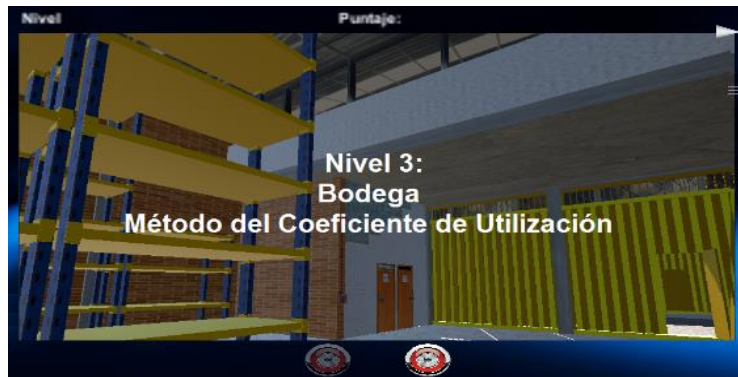 Nivel
Puntaje:
Nivel 3:
Bodega
Método del Coeficiente de Utilización